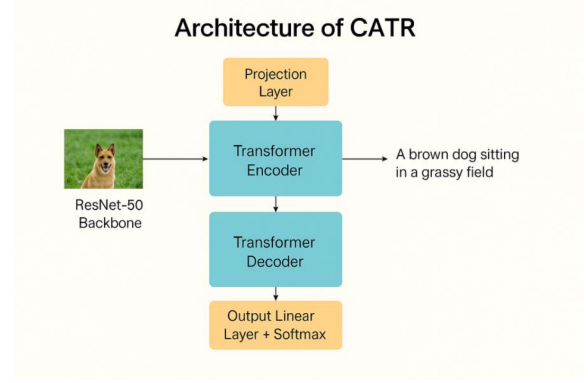 Architecture of CATR
Projection
Layer
ResNet-50
Backbone
Transformer
Encoder
A brown dog sitting
in a grassy field
Transformer
Decoder
Output Linear
Layer + Softmax